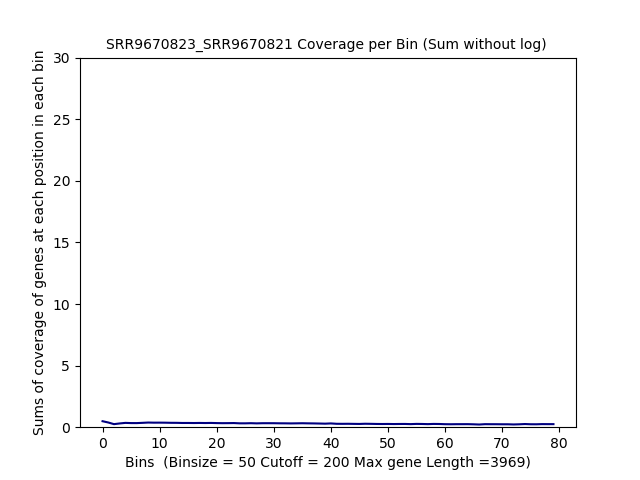 SRR9670823_SRR9670821 Coverage per Bin (Sum without log)
Sums of coverage of genes at each position in each bin
30
25
20
15
10
5
0
0 10 20 30 40 50 60 70 80
Bins  (Binsize = 50 Cutoff = 200 Max gene Length =3969)